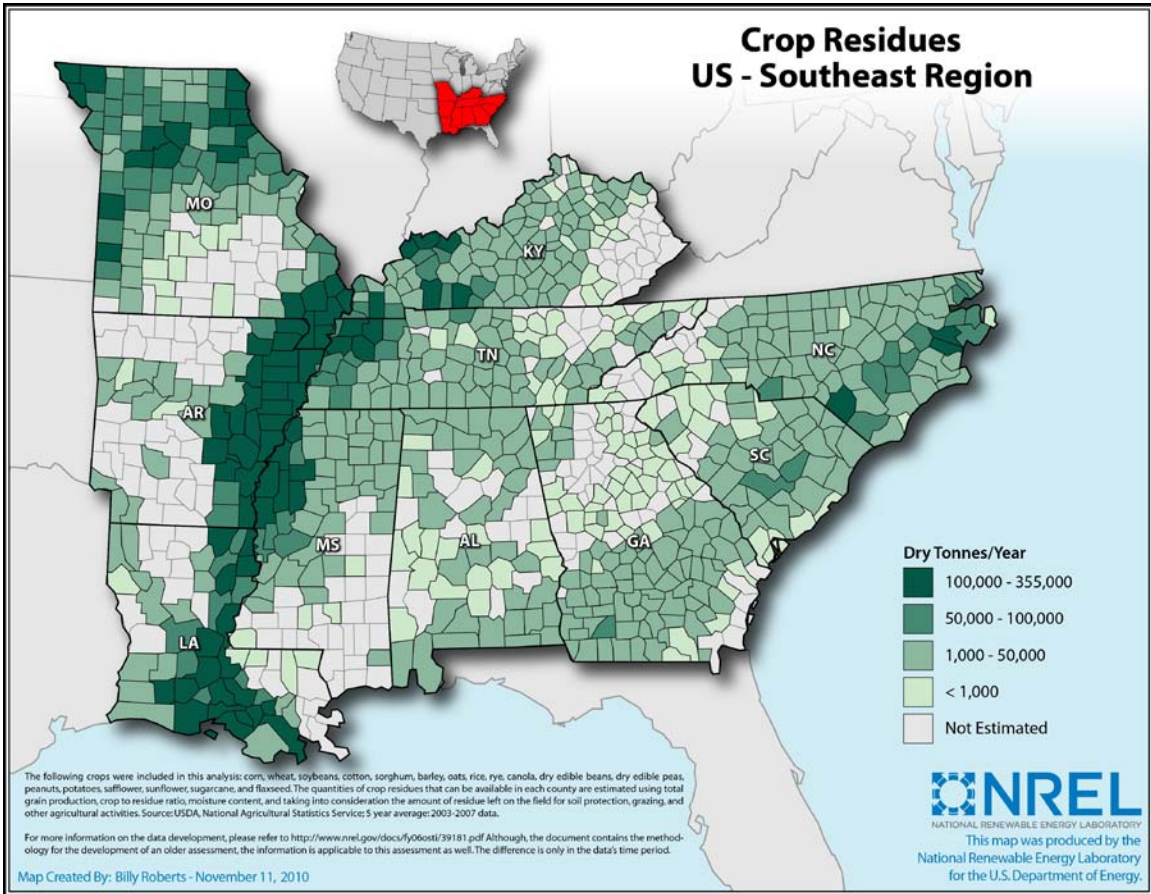 Crop Residues
US - Southeast Region
MO
KY
TN
NC
AR
SC
MS
AL
GA
LA
Dry Tonnes/Year
100,000 - 355,000
50,000 - 100,000
1,000 - 50,000
< 1,000
Not Estimated
The following crops were included in this analysis: corn, wheat, soybeans, cotton, sorghum, barley, oats, rice, rye, canola, dry edible beans, dry edible peas,
peanuts, potatoes, safflower, sunflower, sugarcane, and flaxseed. The quantities of crop residues that can be available in each county are estimated using total
grain production, crop to residue ratio, moisture content, and taking into consideration the amount of residue left on the field for soil protection, grazing, and
other agricultural activities. Source: USDA, National Agricultural Statistics Service; 5 year average: 2003-2007 data.
For more information on the data development, please refer to http://www.nrel.gov/docs/fy06osti/39181.pdf Although, the document contains the method-
ology for the development of an older assessment, the information is applicable to this assessment as well. The difference is only in the data's time period.
Map Created By: Billy Roberts - November 11, 2010
NREL
NATIONAL RENEWABLE ENERGY LABORATORY
This map was produced by the
National Renewable Energy Laboratory
for the U.S. Department of Energy.